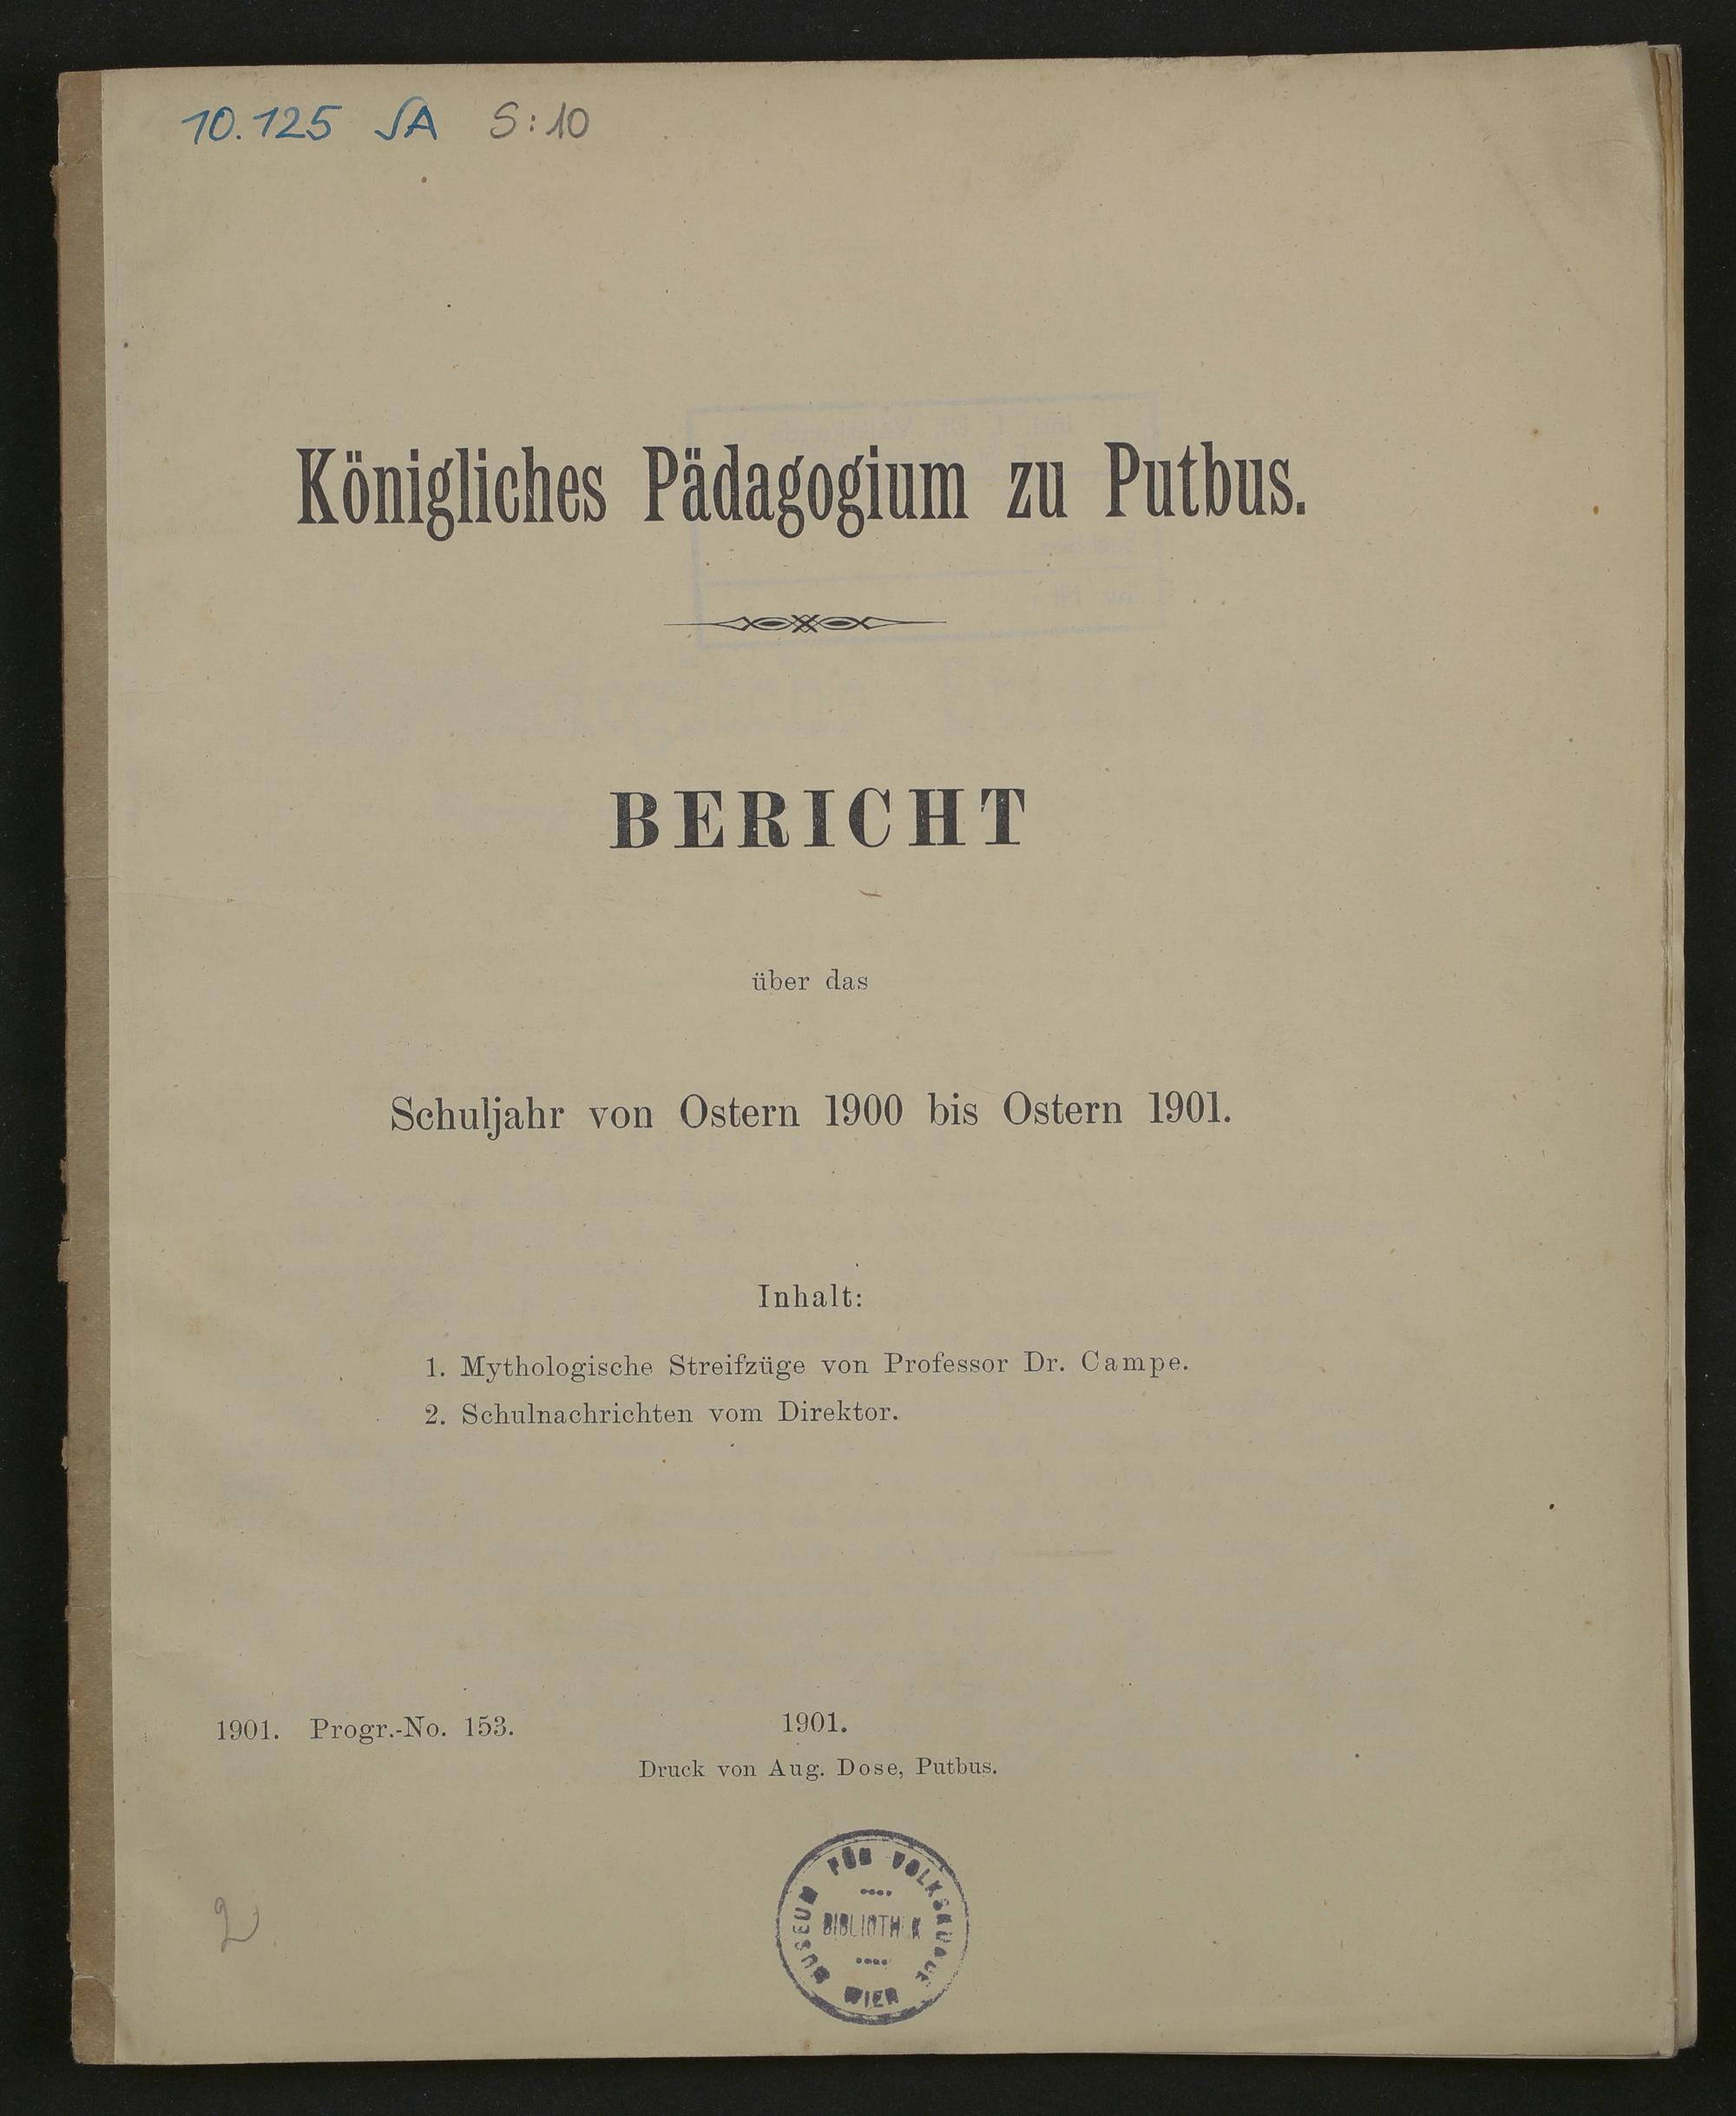 10.125 SA S:10
Königliches Pädagogium zu Putbus.
BERICHT
über das
Schuljahr von Ostern 1900 bis Ostern 1901.
Inhalt:
1. Mythologische Streifzüge von Professor Dr. Campe.
2. Schulnachrichten vom Direktor.
1901. Progr.-No. 153.
1901.
Druck von Aug. Dose, Putbus.
MUSEUM FÜR VOLKSKUNDE
BIBLIOTHEK
WIEN
2